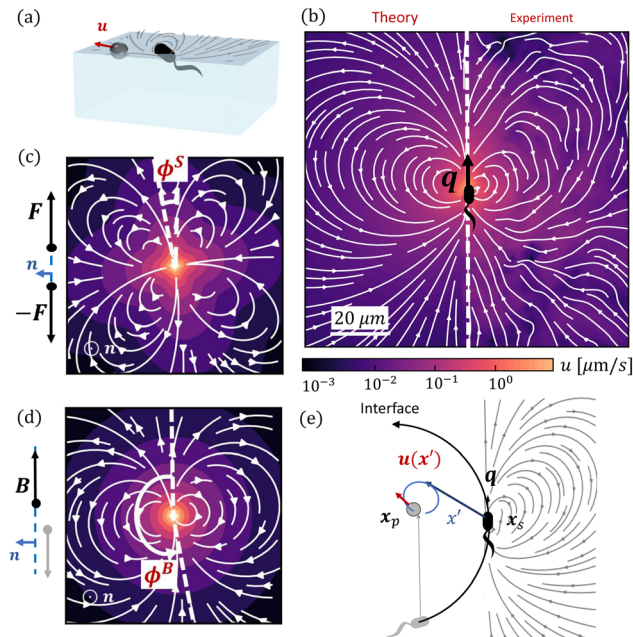 (a)
u
(b)
Theory
Experiment
q
20 μm
(c)
ϕ^S
F
n
−F
n
10^−3
10^−2
10^−1
10^0
u [μm/s]
(d)
B
n
ϕ^B
n
(e)
Interface
u(x′)
q
x_p
x′
x_s